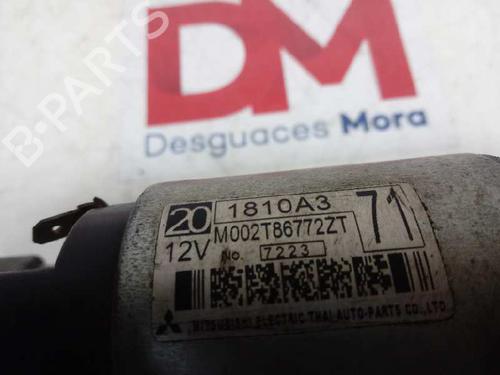 DM
Desguaces Mora
B-PARTS
20 1810A3
12V M002T86772ZT 71
No. 7223
MITSUBISHI ELECTRIC THAI AUTO-PARTS CO.,LTD.